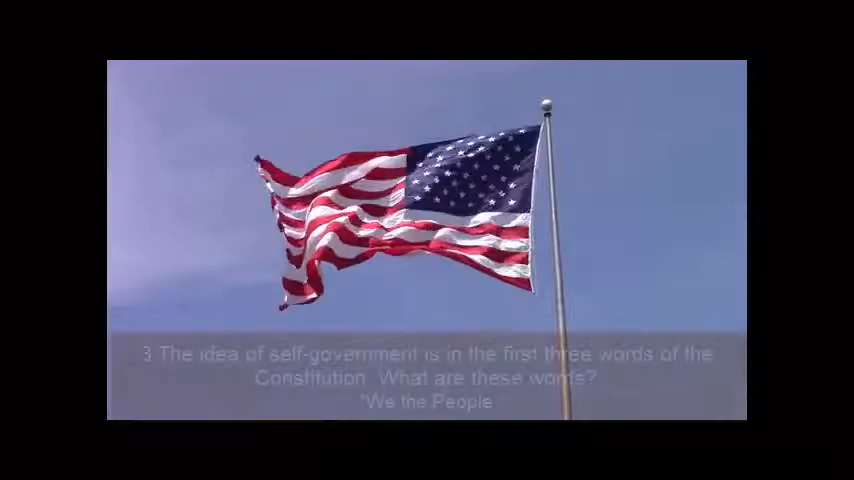 3 The idea of self-government is in the first three words of the
Constitution. What are these words?
"We the People